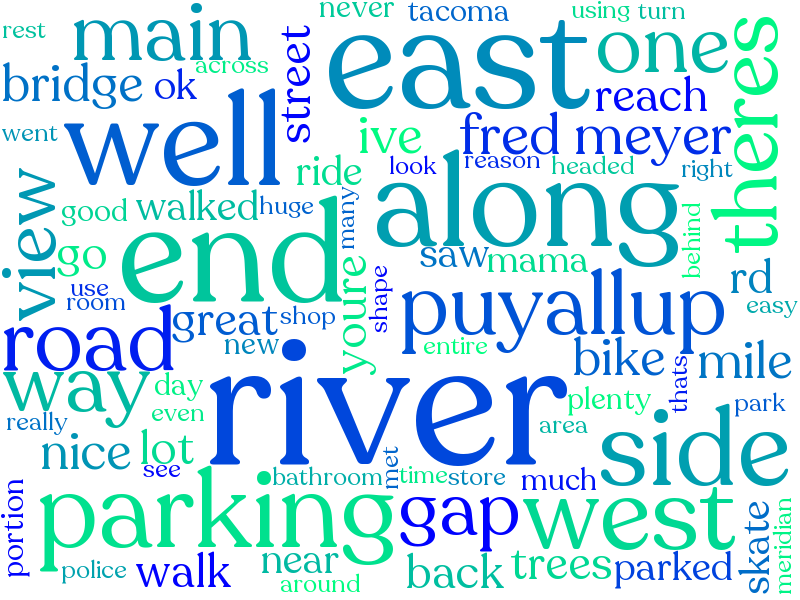 rest
never
tacoma
using
turn
main
across
street
east
one
theres
bridge
ok
reach
went
well
ive
fred meyer
look
reason
headed
right
ride
along
view
good
walked
huge
many
go
end
youre
saw
mama
behind
rd
use
room
shape
puyallup
easy
road
great
shop
new
entire
bike
mile
way
day
river
thats
plenty
park
even
really
area
side
nice
lot
see
bathroom
met
time
store
much
portion
parking
gap
west
skate
meridian
police
walk
near
around
back
trees
parked